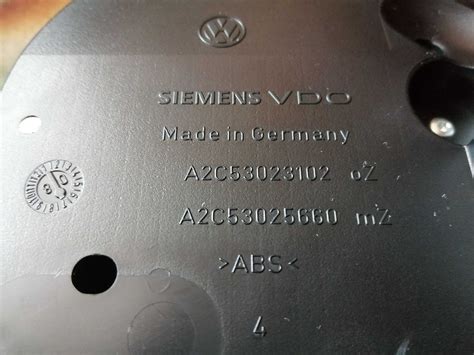 SIEMENS VDO
Made in Germany
A2C53023102 oZ
A2C53025660 mZ
>ABS<
4